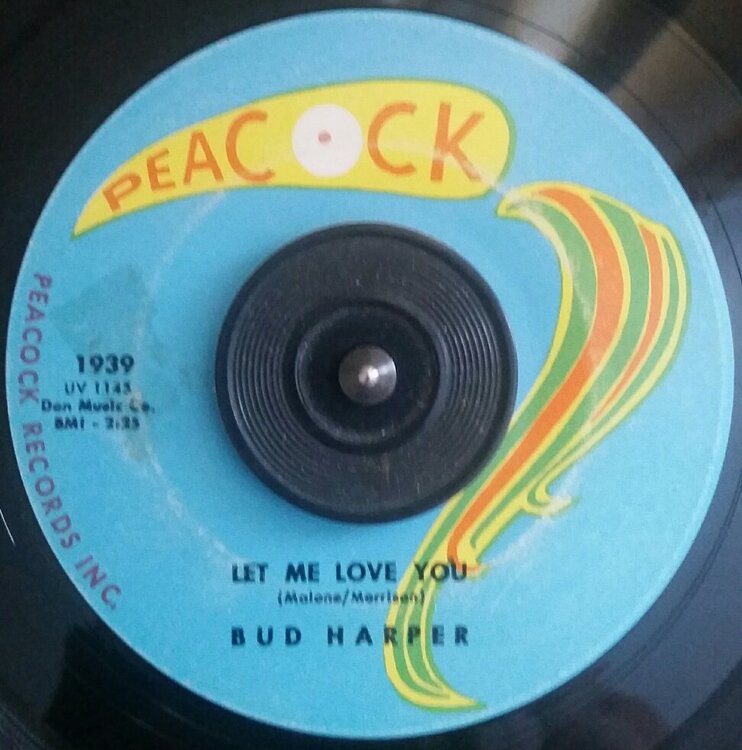 PEACOCK
PEACOCK RECORDS INC.
1939
UV 1145
Don Music Co.
BMI - 2:25
LET ME LOVE YOU
(Malone/Morrison)
BUD HARPER